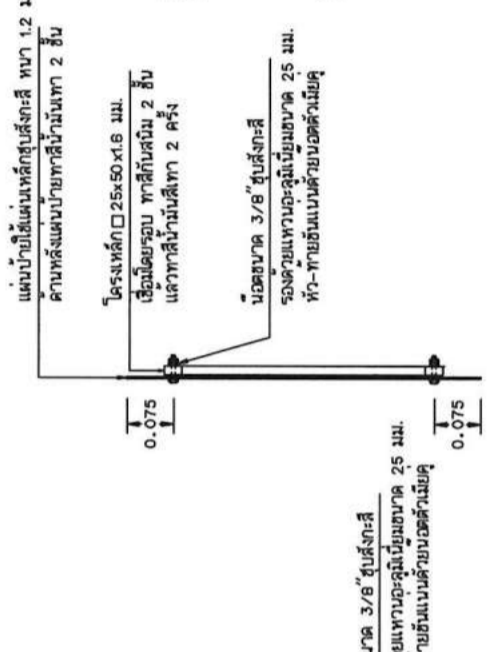 แผ่นป้ายใช้แผ่นเหล็กชุบสังกะสี หนา 1.2 ม
ด้านหลังแผ่นป้ายทาสีน้ำมันเทา 2 ชั้น
โครงเหล็ก □ 25x50x1.6 มม.
เชื่อมโดยรอบ ทาสีกันสนิม 2 ชั้น
แล้วทาสีน้ำมันสีเทา 2 ครั้ง
น๊อตขนาด 3/8" ชุบสังกะสี
รองด้วยแหวนอะลูมิเนียมขนาด 25 มม.
หัว-ท้ายขันแน่นด้วยน๊อตตัวเมียคู่
0.075
0.075
นาด 3/8" ชุบสังกะสี
ยแหวนอะลูมิเนียมขนาด 25 มม.
ายขันแน่นด้วยน๊อตตัวเมียคู่